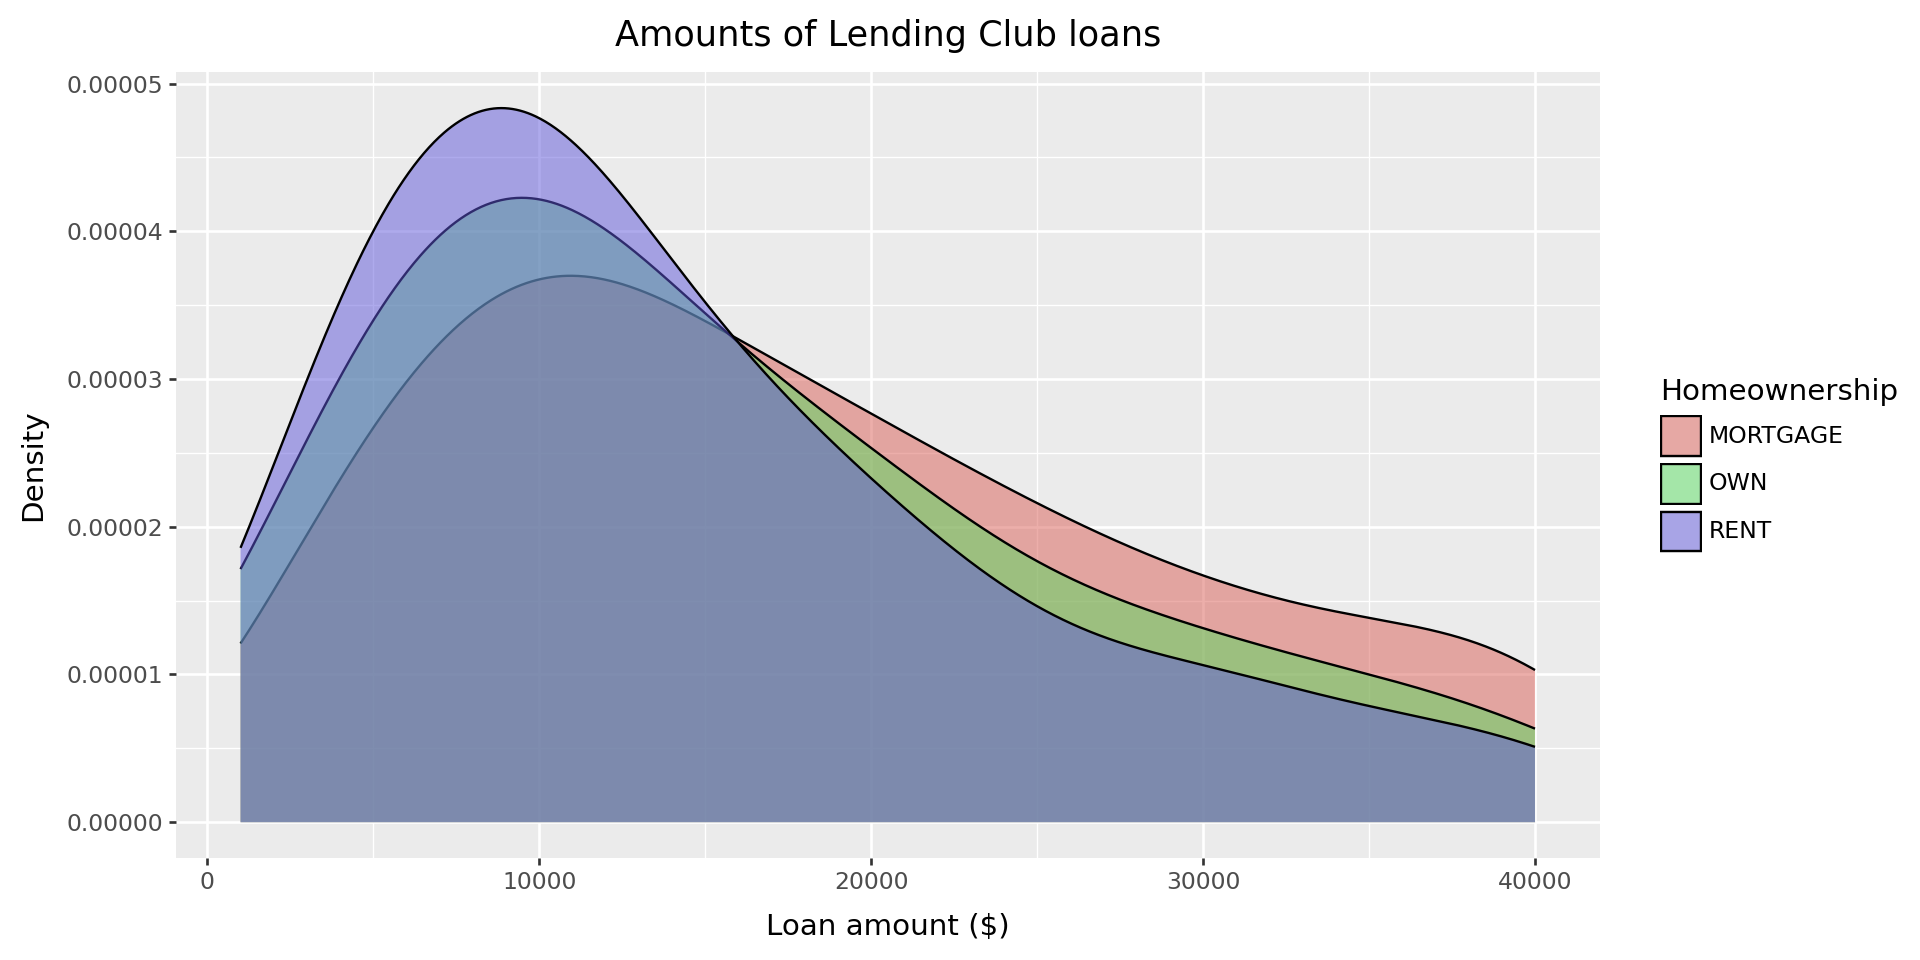 Amounts of Lending Club loans
0.00005
0.00004
0.00003
0.00002
0.00001
0.00000
Density
0 10000 20000 30000 40000
Loan amount ($)
Homeownership
MORTGAGE
OWN
RENT